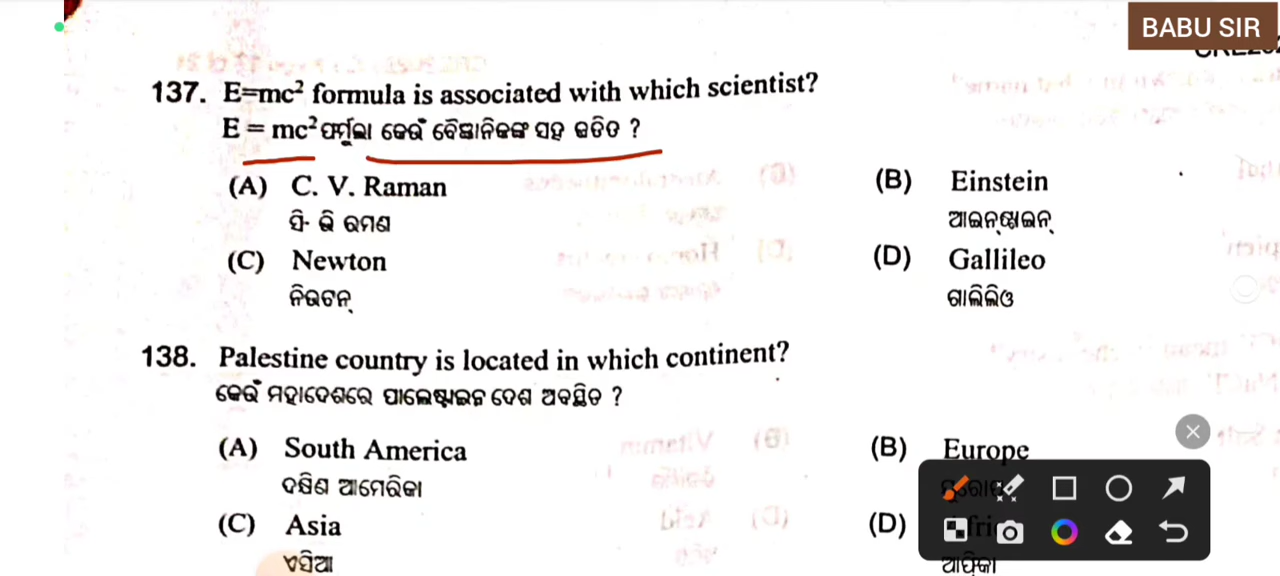 BABU SIR
137. E=mc² formula is associated with which scientist?
E = mc² ଫର୍ମୁଲା କେଉଁ ବୈଜ୍ଞାନିକଙ୍କ ସହ ଜଡିତ ?
(A) C. V. Raman (B) Einstein
ସି- ଭି ରମଣ ଆଇନ୍‌ଷ୍ଟାଇନ୍
(C) Newton (D) Gallileo
ନିଉଟନ୍ ଗାଲିଲିଓ
138. Palestine country is located in which continent?
କେଉଁ ମହାଦେଶରେ ପାଲେଷ୍ଟାଇନ ଦେଶ ଅବସ୍ଥିତ ?
(A) South America (B) Europe
ଦକ୍ଷିଣ ଆମେରିକା
(C) Asia (D)
ଏସିଆ ଆଫ୍ରିକା